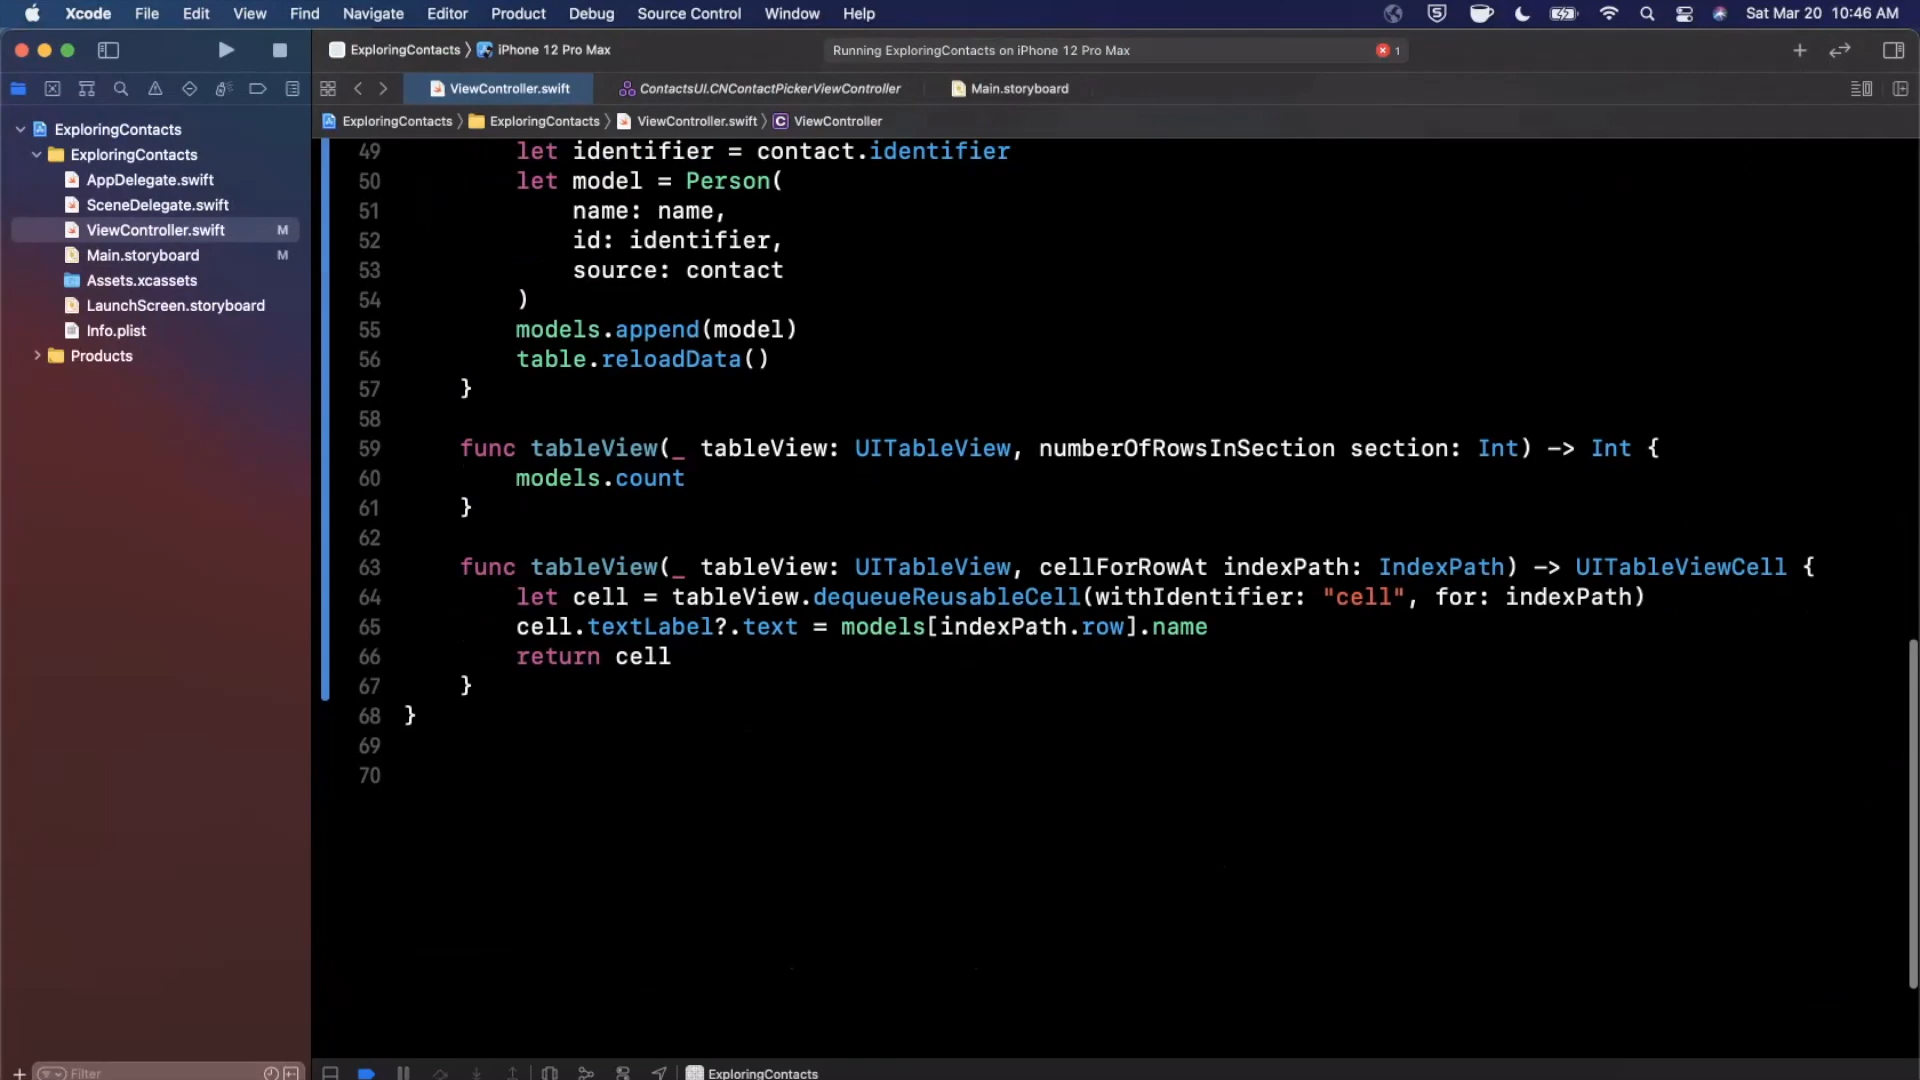 Xcode File Edit View Find Navigate Editor Product Debug Source Control Window Help Sat Mar 20 10:46 AM
ExploringContacts iPhone 12 Pro Max Running ExploringContacts on iPhone 12 Pro Max 1
ViewController.swift ContactsUI.CNContactPickerViewController Main.storyboard
ExploringContacts ExploringContacts ViewController.swift C ViewController
ExploringContacts
ExploringContacts
AppDelegate.swift
SceneDelegate.swift
ViewController.swift M
Main.storyboard M
Assets.xcassets
LaunchScreen.storyboard
Info.plist
Products
49 let identifier = contact.identifier
50 let model = Person(
51 name: name,
52 id: identifier,
53 source: contact
54 )
55 models.append(model)
56 table.reloadData()
57 }
58
59 func tableView(_ tableView: UITableView, numberOfRowsInSection section: Int) -> Int {
60 models.count
61 }
62
63 func tableView(_ tableView: UITableView, cellForRowAt indexPath: IndexPath) -> UITableViewCell {
64 let cell = tableView.dequeueReusableCell(withIdentifier: "cell", for: indexPath)
65 cell.textLabel?.text = models[indexPath.row].name
66 return cell
67 }
68 }
69
70
Filter ExploringContacts